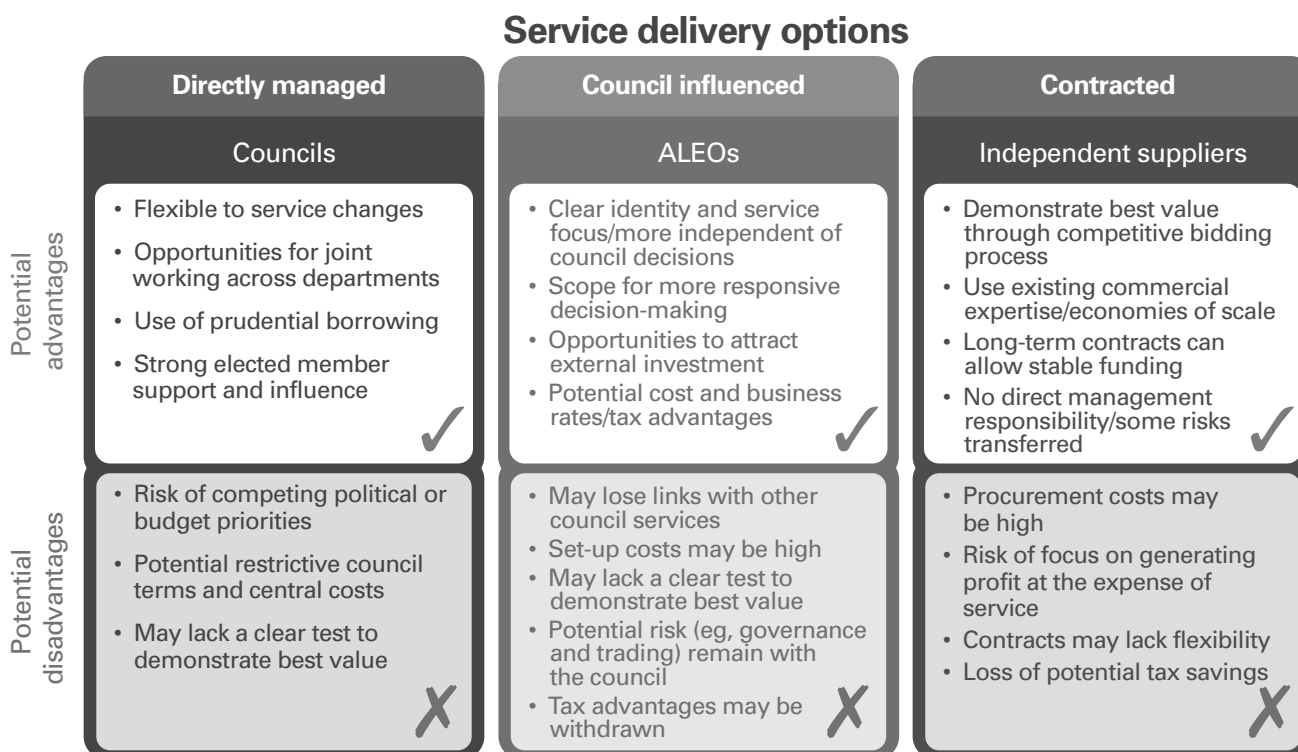 Service delivery options
Directly managed
Councils
Council influenced
ALEOs
Contracted
Independent suppliers
Potential
advantages
• Flexible to service changes
• Opportunities for joint
working across departments
• Use of prudential borrowing
• Strong elected member
support and influence
✓
• Clear identity and service
focus/more independent of
council decisions
• Scope for more responsive
decision-making
• Opportunities to attract
external investment
• Potential cost and business
rates/tax advantages
✓
• Demonstrate best value
through competitive bidding
process
• Use existing commercial
expertise/economies of scale
• Long-term contracts can
allow stable funding
• No direct management
responsibility/some risks
transferred
✓
Potential
disadvantages
• Risk of competing political or
budget priorities
• Potential restrictive council
terms and central costs
• May lack a clear test to
demonstrate best value
✗
• May lose links with other
council services
• Set-up costs may be high
• May lack a clear test to
demonstrate best value
• Potential risk (eg, governance
and trading) remain with
the council
• Tax advantages may be
withdrawn
✗
• Procurement costs may
be high
• Risk of focus on generating
profit at the expense of
service
• Contracts may lack flexibility
• Loss of potential tax savings
✗